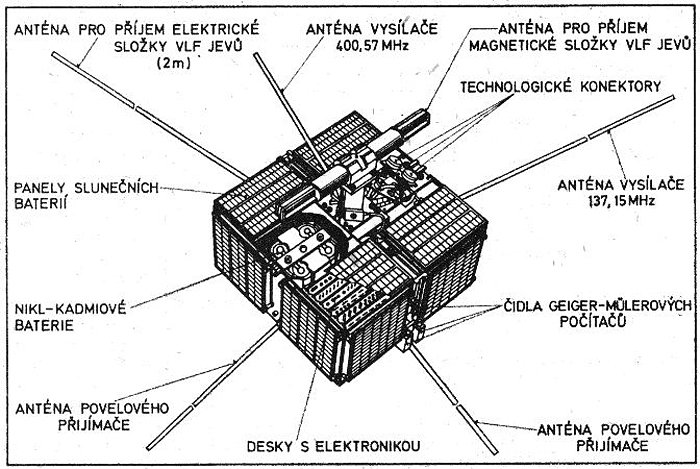 ANTÉNA PRO PŘÍJEM ELEKTRICKÉ
SLOŽKY VLF JEVŮ
(2m)
ANTÉNA VYSÍLAČE
400,57 MHz
ANTÉNA PRO PŘÍJEM
MAGNETICKÉ SLOŽKY VLF JEVŮ
TECHNOLOGICKÉ KONEKTORY
PANELY SLUNEČNÍCH
BATERIÍ
ANTÉNA VYSÍLAČE
137,15 MHz
NIKL-KADMIOVÉ
BATERIE
ČIDLA GEIGER-MŮLEROVÝCH
POČÍTAČŮ
ANTÉNA POVELOVÉHO
PŘIJÍMAČE
DESKY S ELEKTRONIKOU
ANTÉNA POVELOVÉHO
PŘIJÍMAČE